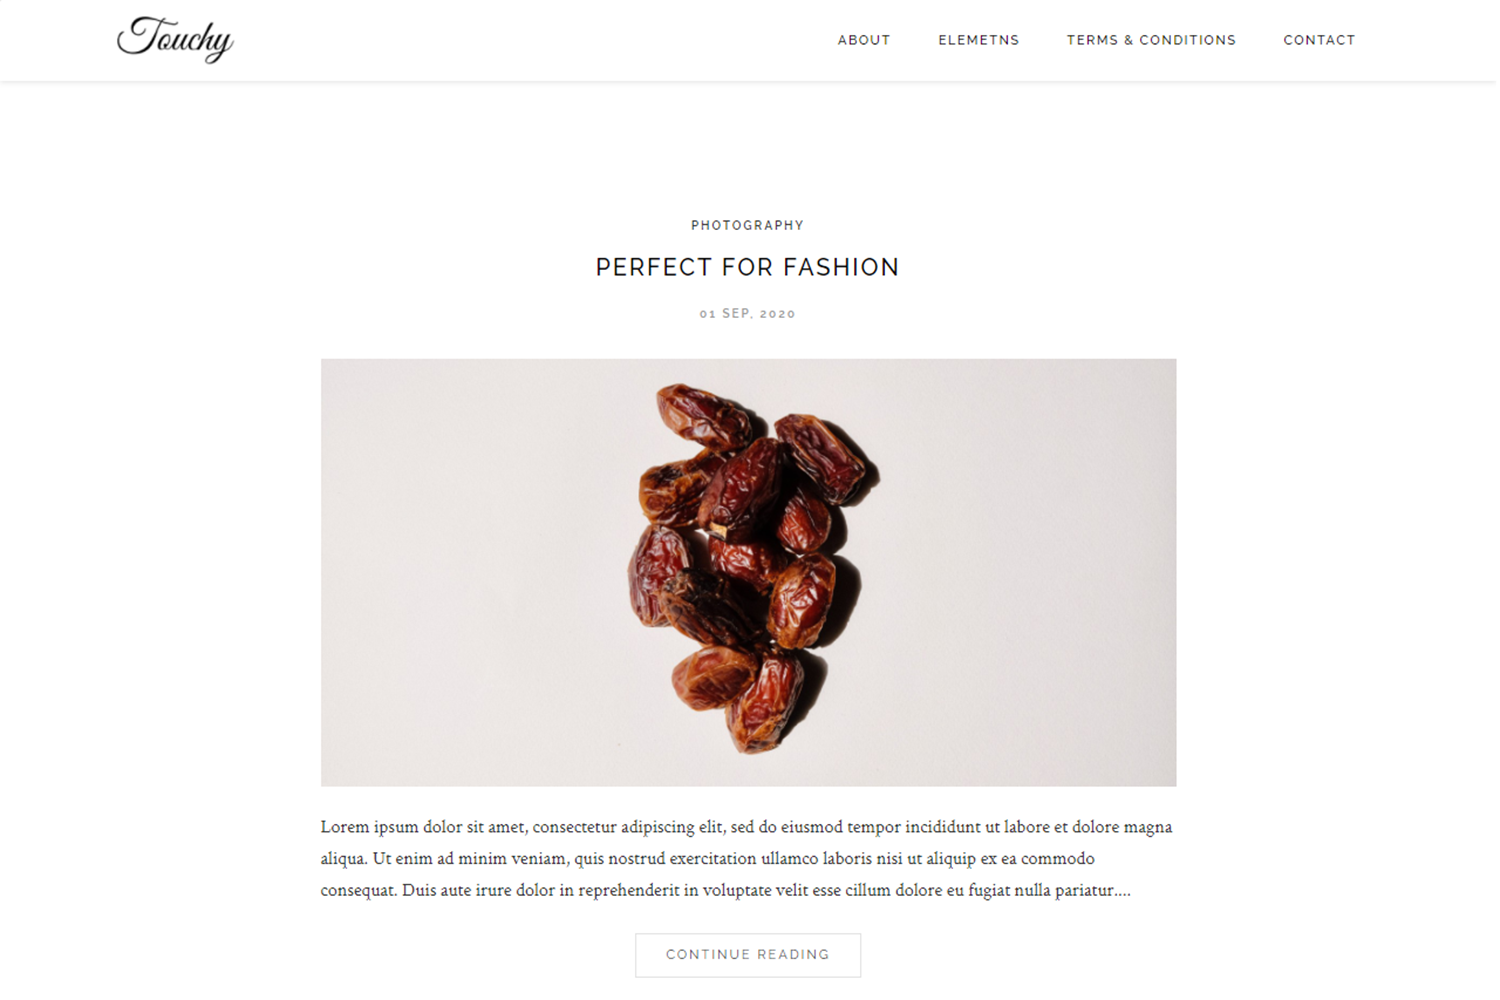 Touchy
ABOUT ELEMETNS TERMS & CONDITIONS CONTACT
PHOTOGRAPHY
PERFECT FOR FASHION
01 SEP, 2020
Lorem ipsum dolor sit amet, consectetur adipiscing elit, sed do eiusmod tempor incididunt ut labore et dolore magna
aliqua. Ut enim ad minim veniam, quis nostrud exercitation ullamco laboris nisi ut aliquip ex ea commodo
consequat. Duis aute irure dolor in reprehenderit in voluptate velit esse cillum dolore eu fugiat nulla pariatur....
CONTINUE READING